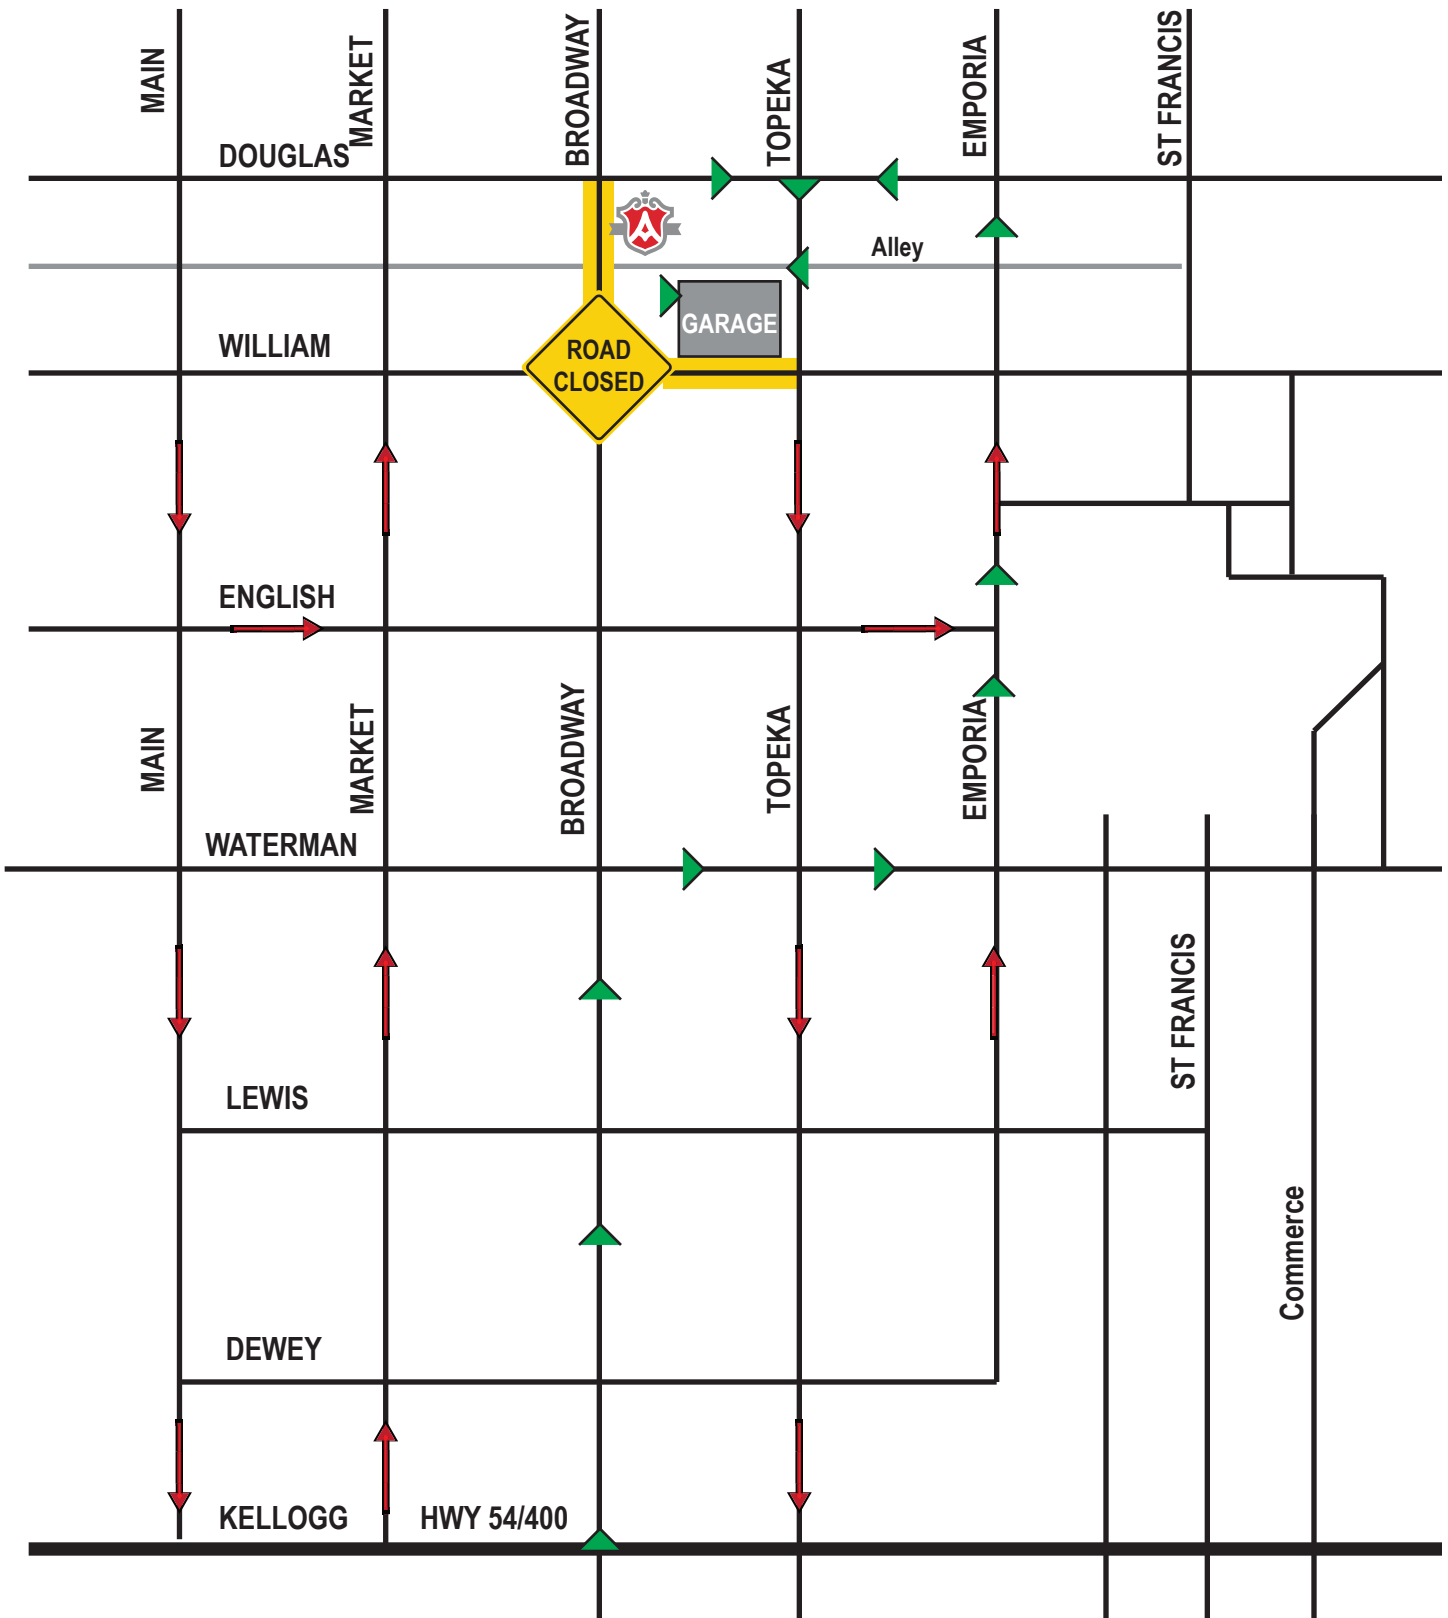 MAIN
MARKET
BROADWAY
TOPEKA
EMPORIA
ST FRANCIS
DOUGLAS
Alley
GARAGE
WILLIAM
ROAD
CLOSED
ENGLISH
MAIN
MARKET
BROADWAY
TOPEKA
EMPORIA
WATERMAN
ST FRANCIS
LEWIS
Commerce
DEWEY
KELLOGG
HWY 54/400